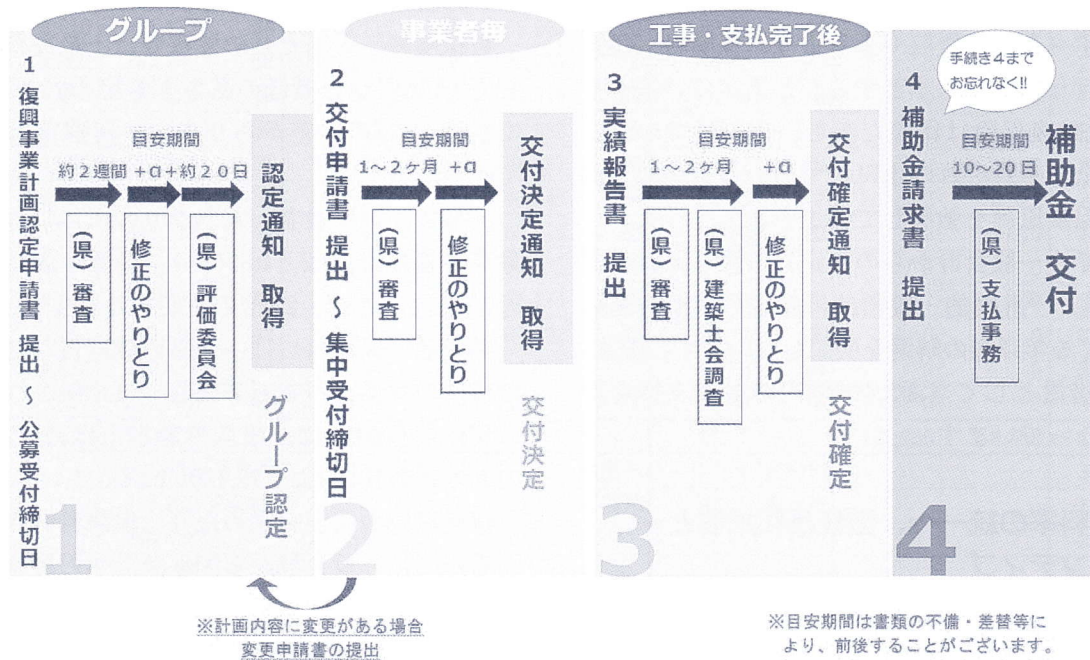 グループ
1 復興事業計画認定申請書 提出 ～ 公募受付締切日
目安期間
約2週間 +α+約20日
(県)審査
修正のやりとり
(県)評価委員会
認定通知 取得
グループ認定
1
事業者毎
2 交付申請書 提出 ～ 集中受付締切日
目安期間
1～2ヶ月 +α
(県)審査
修正のやりとり
交付決定通知 取得
交付決定
2
工事・支払完了後
3 実績報告書 提出
目安期間
1～2ヶ月 +α
(県)審査
(県)建築士会調査
修正のやりとり
交付確定通知 取得
交付確定
3
手続き4まで
お忘れなく!!
4 補助金請求書 提出
目安期間
10～20日
(県)支払事務
補助金 交付
4
※計画内容に変更がある場合
変更申請書の提出
※目安期間は書類の不備・差替等に
より、前後することがございます。